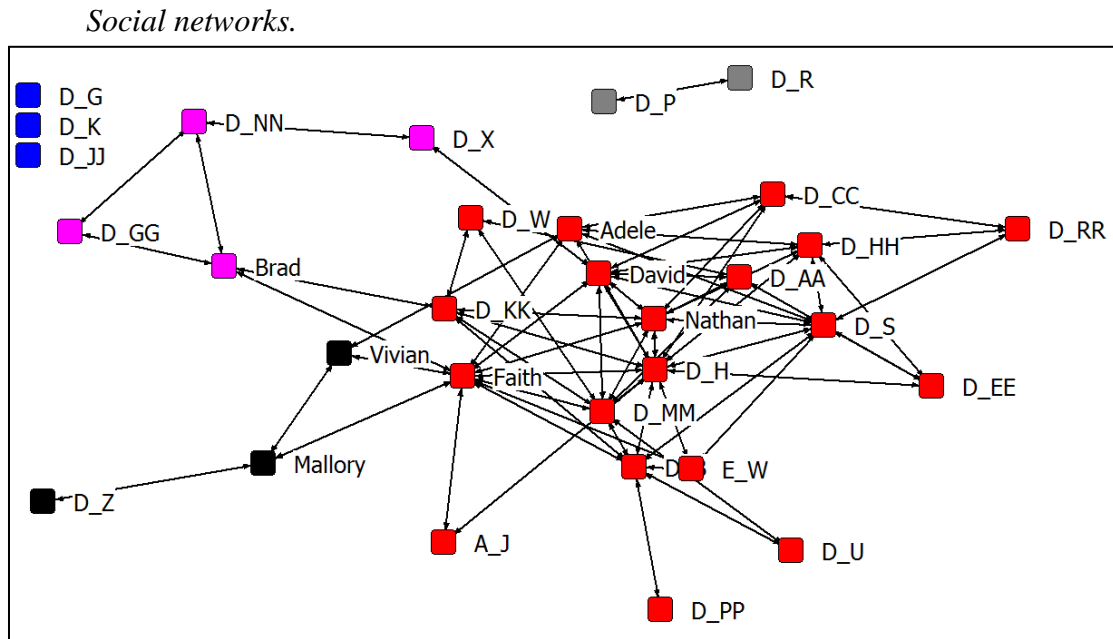 Social networks.
D_G
D_K
D_JJ
D_NN
D_X
D_P
D_R
D_GG
Brad
D_W
Adele
D_CC
D_HH
D_RR
David
D_AA
D_KK
Nathan
D_S
Vivian
Faith
D_H
D_EE
D_MM
Mallory
E_W
D_Z
A_J
D_U
D_PP